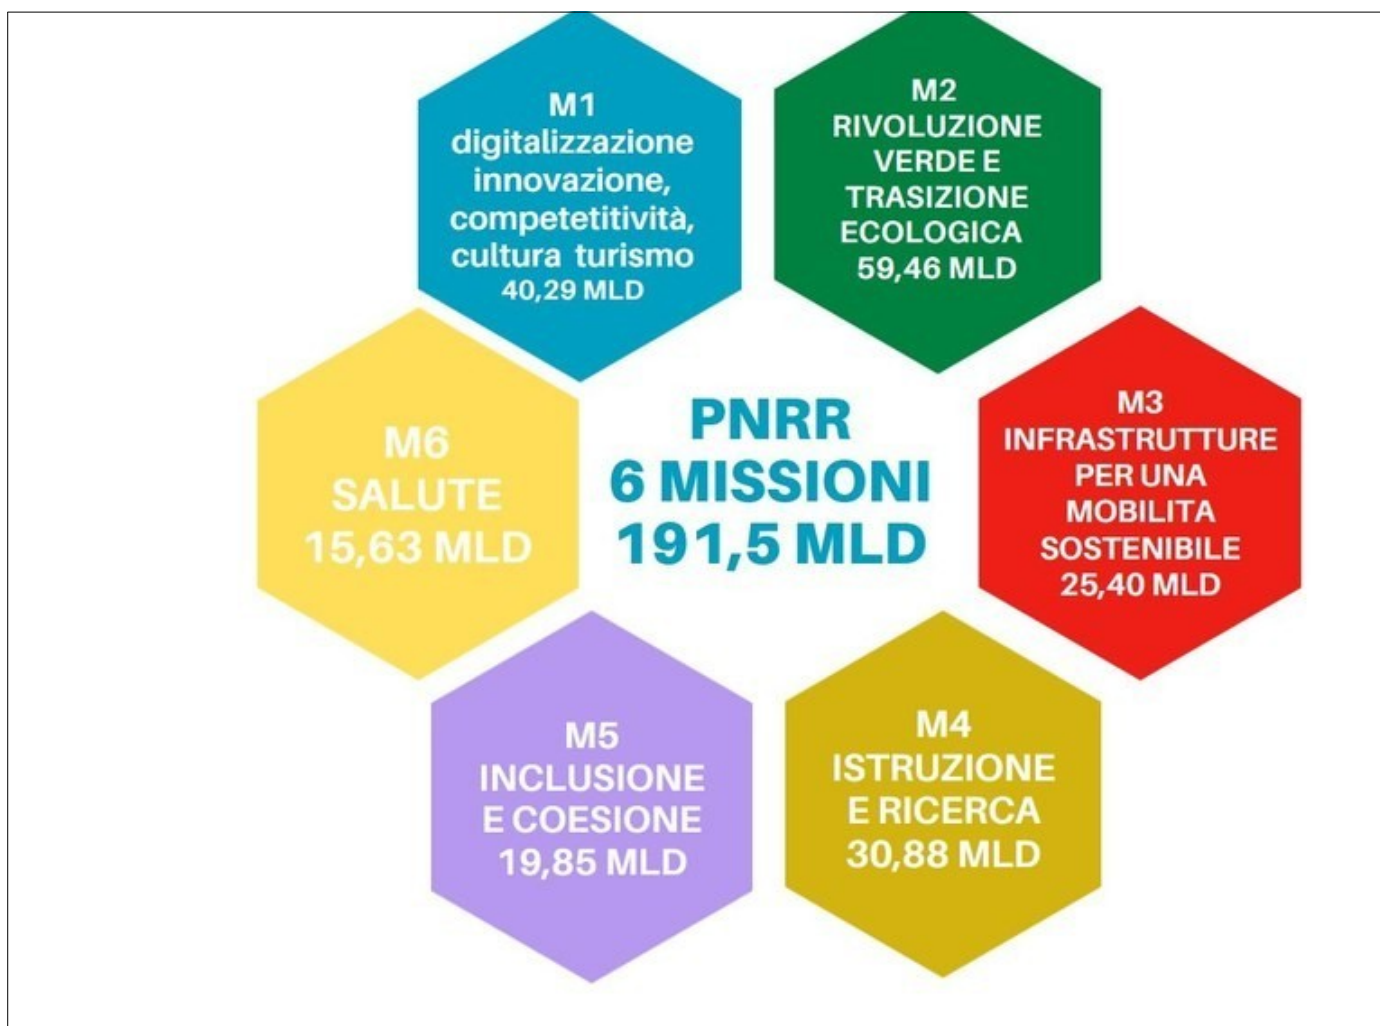 M1
digitalizzazione
innovazione,
competetitività,
cultura turismo
40,29 MLD
M2
RIVOLUZIONE
VERDE E
TRASIZIONE
ECOLOGICA
59,46 MLD
M3
INFRASTRUTTURE
PER UNA
MOBILITA
SOSTENIBILE
25,40 MLD
M6
SALUTE
15,63 MLD
PNRR
6 MISSIONI
191,5 MLD
M5
INCLUSIONE
E COESIONE
19,85 MLD
M4
ISTRUZIONE
E RICERCA
30,88 MLD